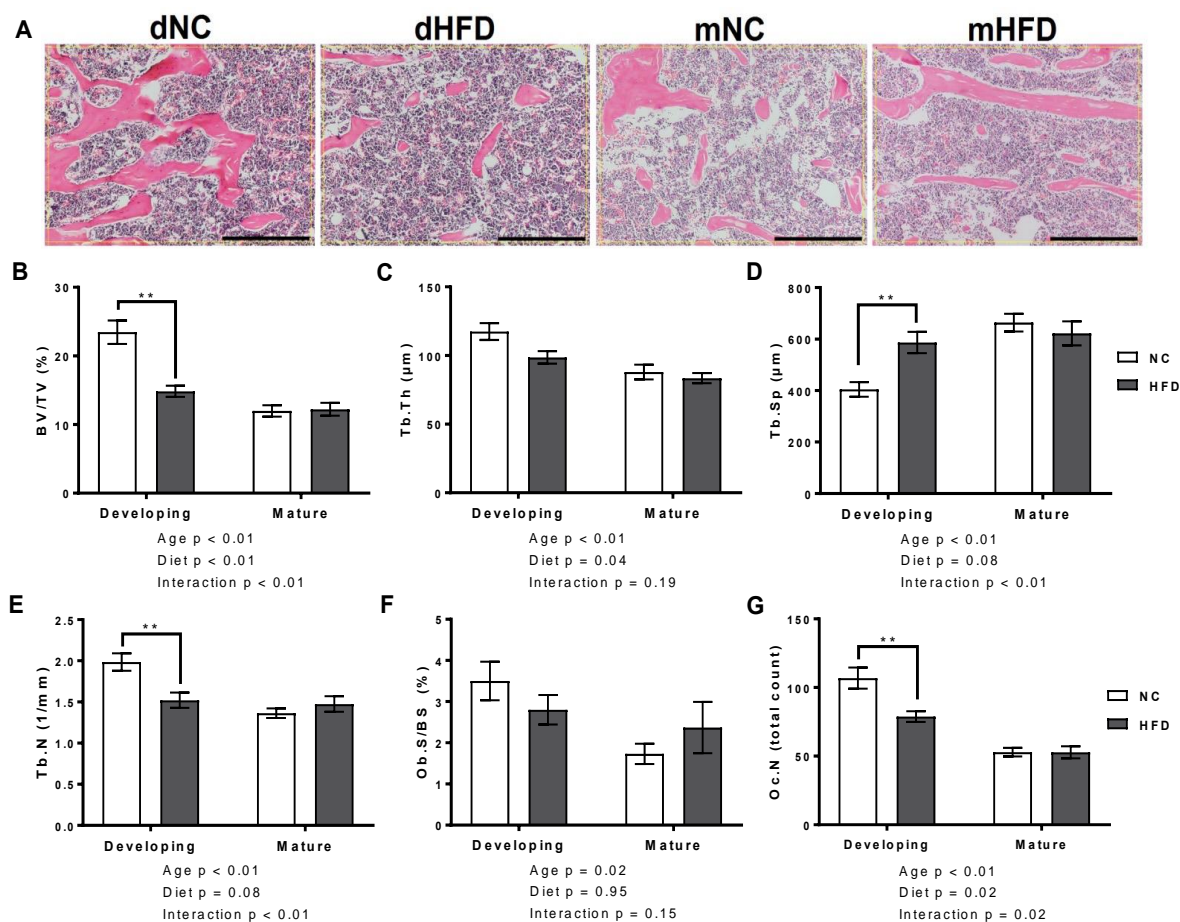 A
dNC
dHFD
mNC
mHFD
B
BV/TV (%)
30
20
10
0
**
Developing
Mature
Age p < 0.01
Diet p < 0.01
Interaction p < 0.01
C
Tb.Th (µm)
150
100
50
0
Developing
Mature
Age p < 0.01
Diet p = 0.04
Interaction p = 0.19
D
Tb.Sp (µm)
800
600
400
200
0
**
Developing
Mature
NC
HFD
Age p < 0.01
Diet p = 0.08
Interaction p < 0.01
E
Tb.N (1/mm)
2.5
2.0
1.5
1.0
0.5
0.0
**
Developing
Mature
Age p < 0.01
Diet p = 0.08
Interaction p < 0.01
F
Ob.S/BS (%)
5
4
3
2
1
0
Developing
Mature
Age p = 0.02
Diet p = 0.95
Interaction p = 0.15
G
Oc.N (total count)
150
100
50
0
**
Developing
Mature
NC
HFD
Age p < 0.01
Diet p = 0.02
Interaction p = 0.02